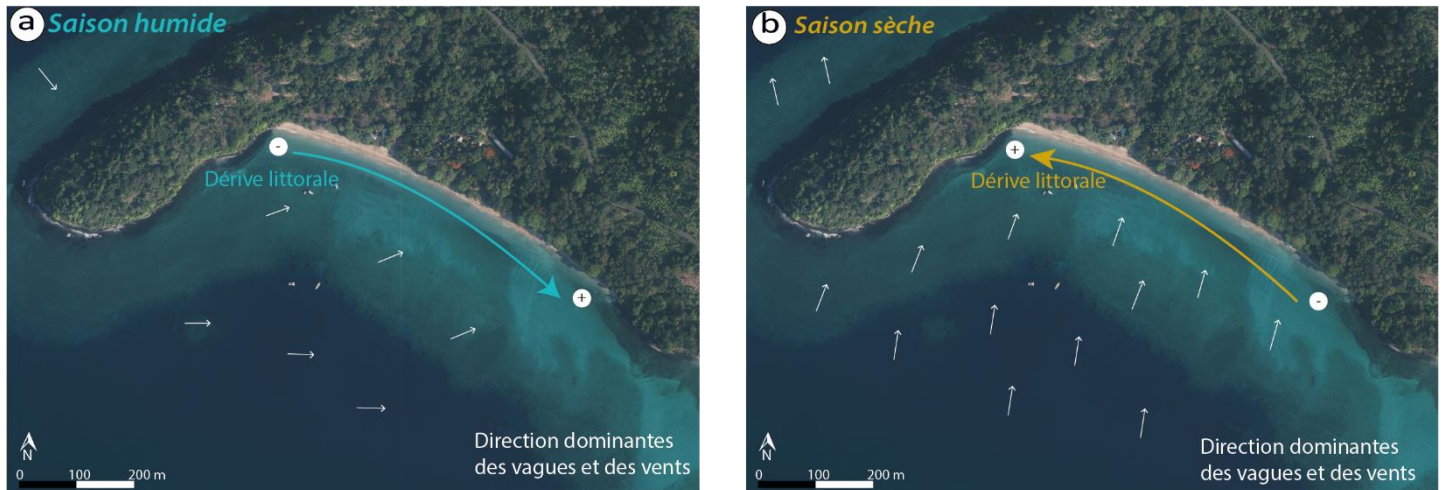 a Saison humide
-
Dérive littorale
+
Direction dominantes
des vagues et des vents
N
0 100 200 m
b Saison sèche
+
Dérive littorale
-
Direction dominantes
des vagues et des vents
N
0 100 200 m